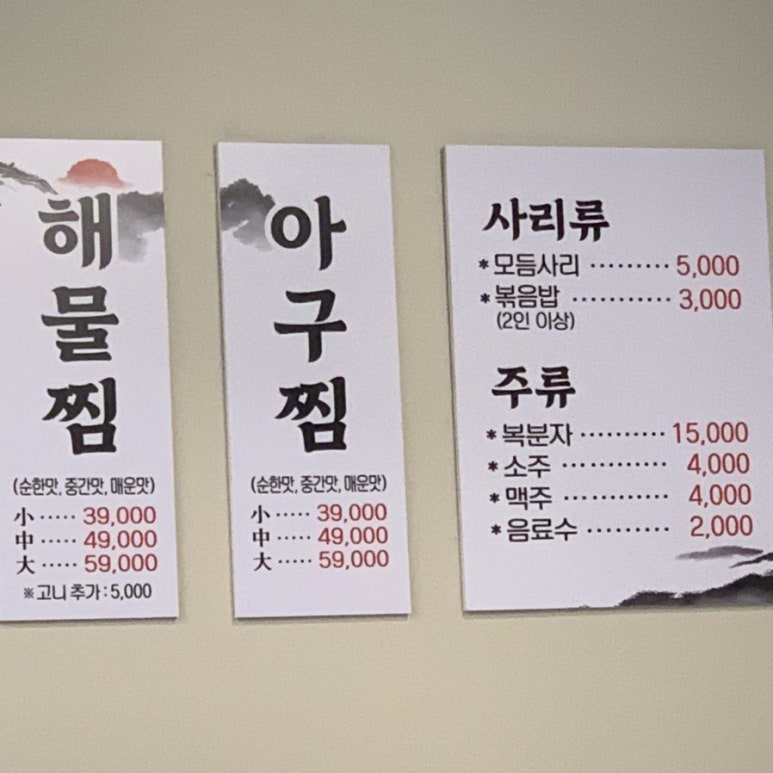 해물찜
(순한맛, 중간맛, 매운맛)
小 ····· 39,000
中 ····· 49,000
大 ····· 59,000
※고니 추가 : 5,000
아구찜
(순한맛, 중간맛, 매운맛)
小 ····· 39,000
中 ····· 49,000
大 ····· 59,000
사리류
*모듬사리 ········· 5,000
*볶음밥 ··········· 3,000
(2인 이상)
주류
*복분자 ·········· 15,000
*소주 ············ 4,000
*맥주 ············ 4,000
*음료수 ········· 2,000